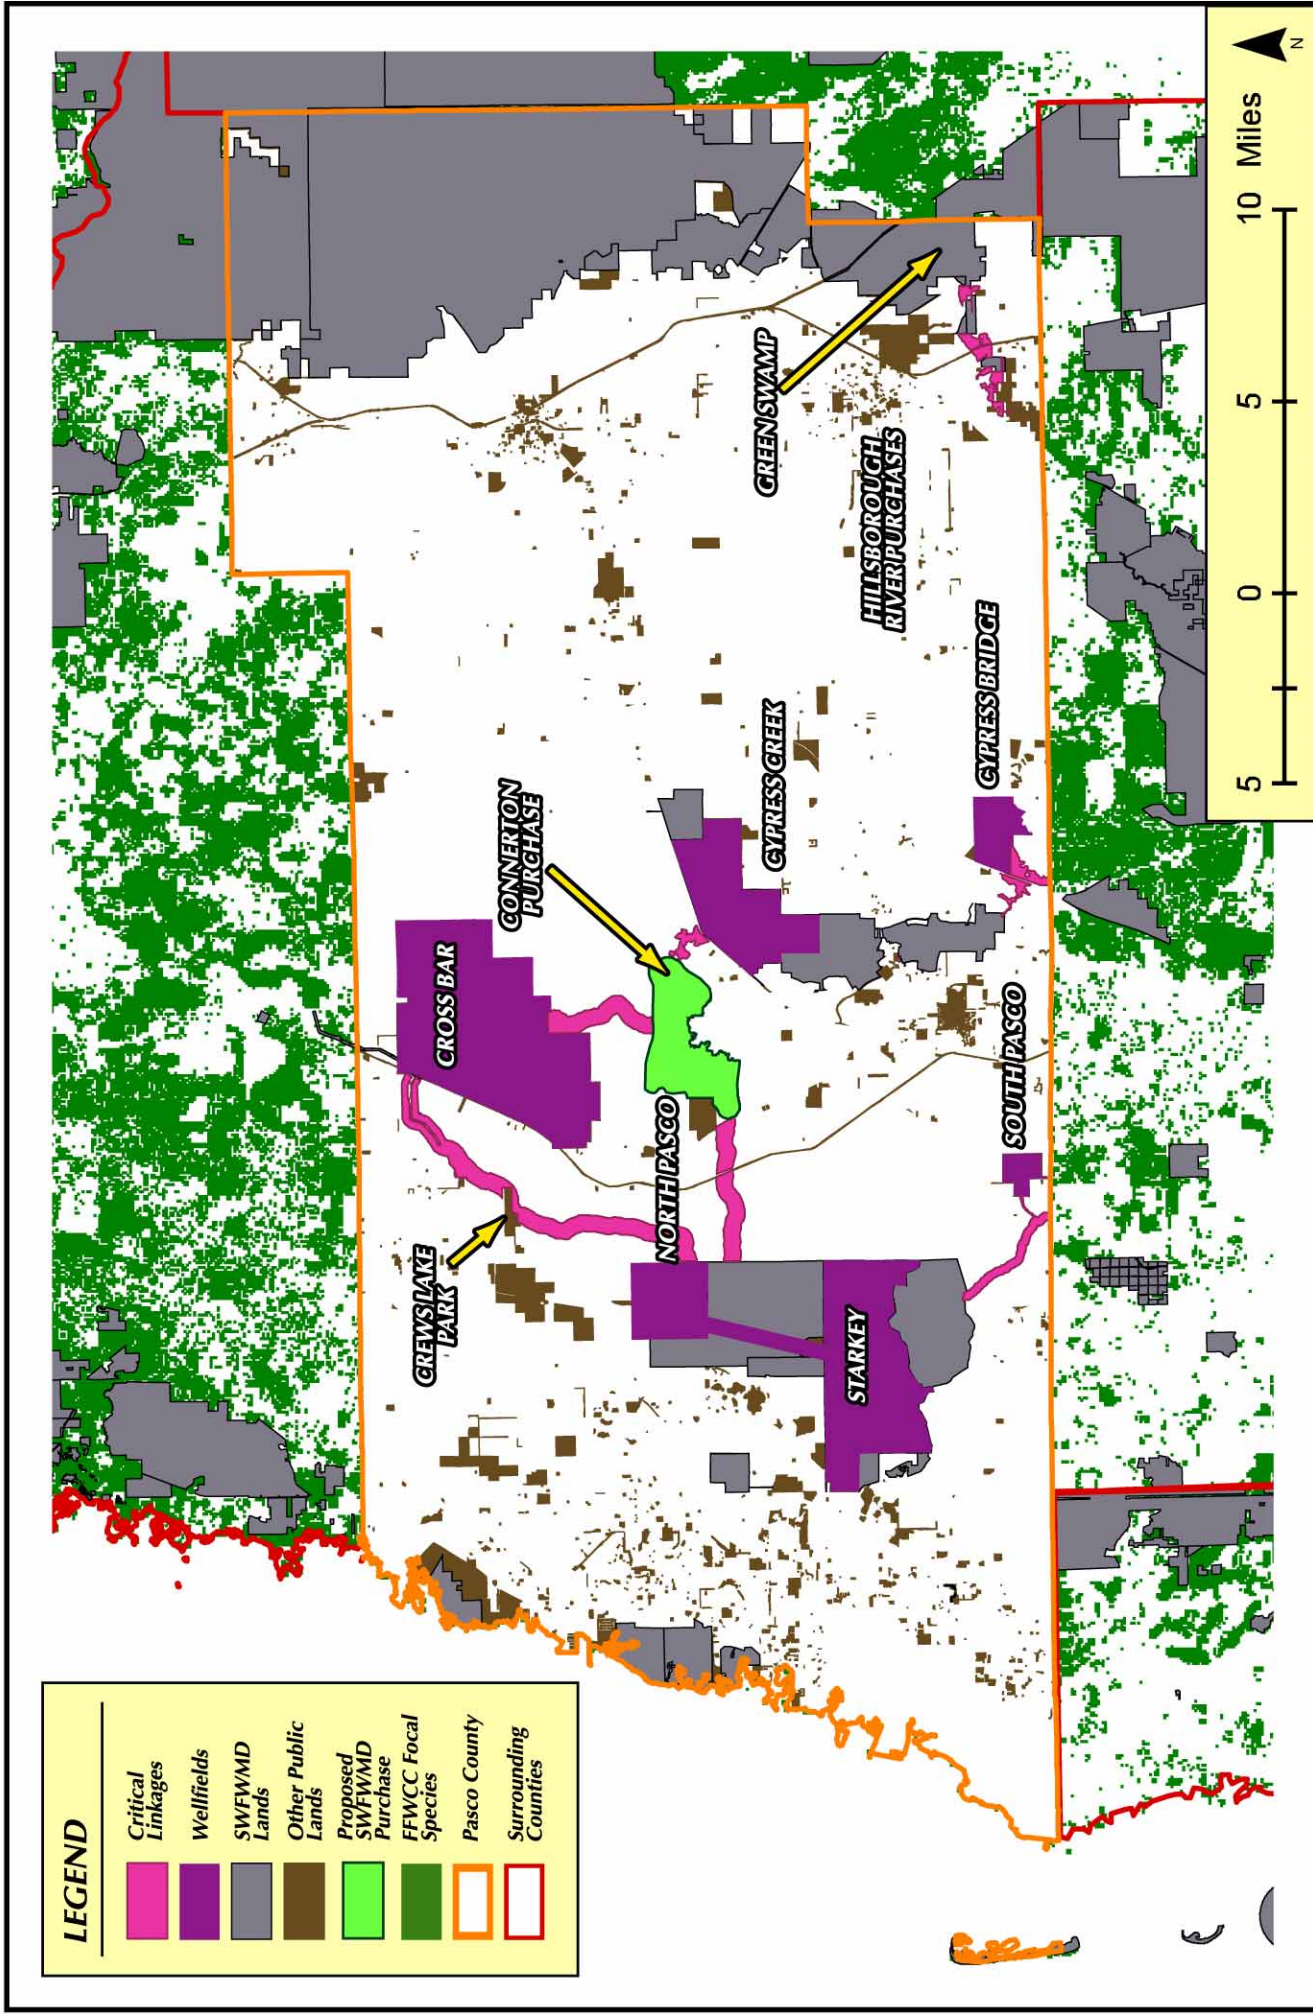 LEGEND
Critical
Linkages
Wellfields
SWFWMD
Lands
Other Public
Lands
Proposed
SWFWMD
Purchase
FFWCC Focal
Species
Pasco County
Surrounding
Counties
CREWS LAKE
PARK
CROSS BAR
CONNERTON
PURCHASE
NORTH PASCO
STARKEY
SOUTH PASCO
CYPRESS CREEK
CYPRESS BRIDGE
HILLSBOROUGH
RIVER PURCHASES
GREEN SWAMP
5 0 5 10 Miles
N